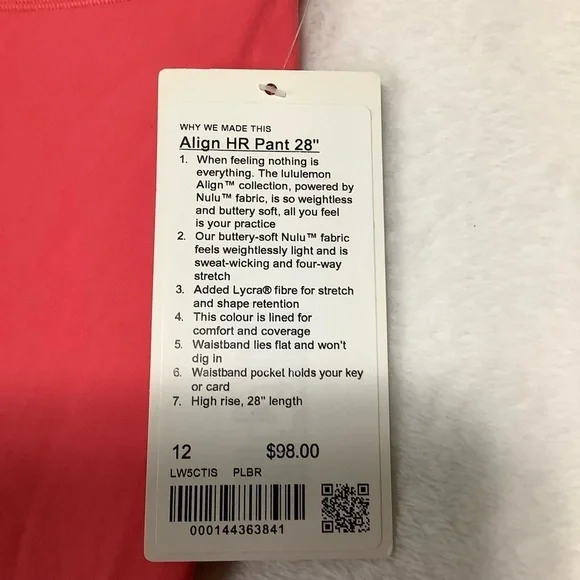 WHY WE MADE THIS
Align HR Pant 28"
1. When feeling nothing is
everything. The lululemon
Align™ collection, powered by
Nulu™ fabric, is so weightless
and buttery soft, all you feel
is your practice
2. Our buttery-soft Nulu™ fabric
feels weightlessly light and is
sweat-wicking and four-way
stretch
3. Added Lycra® fibre for stretch
and shape retention
4. This colour is lined for
comfort and coverage
5. Waistband lies flat and won't
dig in
6. Waistband pocket holds your key
or card
7. High rise, 28" length
12 $98.00
LW5CTIS PLBR
000144363841